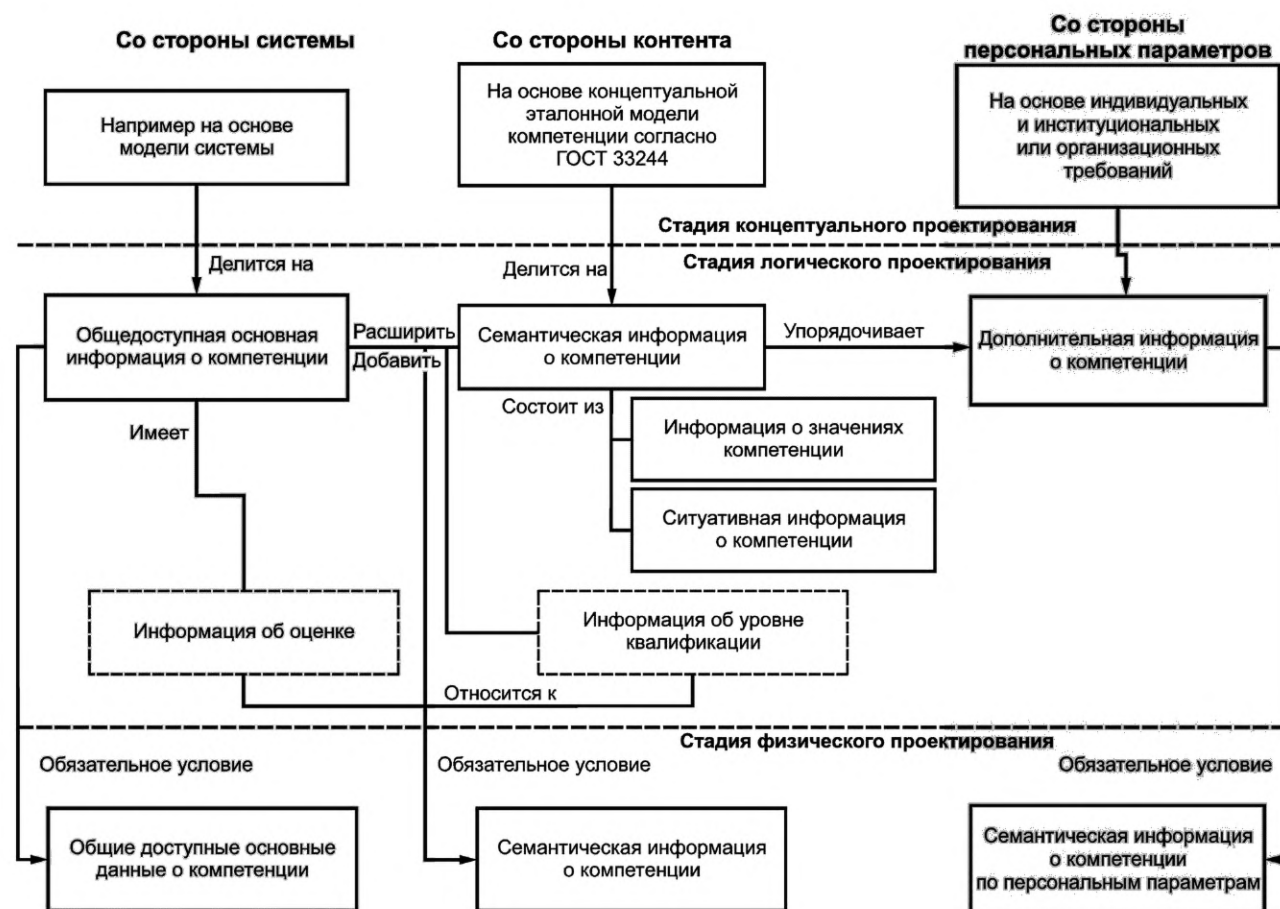 Со стороны системы
Со стороны контента
Со стороны
персональных параметров
Например на основе
модели системы
На основе концептуальной
эталонной модели
компетенции согласно
ГОСТ 33244
На основе индивидуальных
и институциональных
или организационных
требований
Стадия концептуального проектирования
Делится на
Делится на
Стадия логического проектирования
Общедоступная основная
информация о компетенции
Расширить
Добавить
Семантическая информация
о компетенции
Упорядочивает
Дополнительная информация
о компетенции
Имеет
Состоит из
Информация о значениях
компетенции
Ситуативная информация
о компетенции
Информация об оценке
Информация об уровне
квалификации
Относится к
Стадия физического проектирования
Обязательное условие
Обязательное условие
Обязательное условие
Общие доступные основные
данные о компетенции
Семантическая информация
о компетенции
Семантическая информация
о компетенции
по персональным параметрам